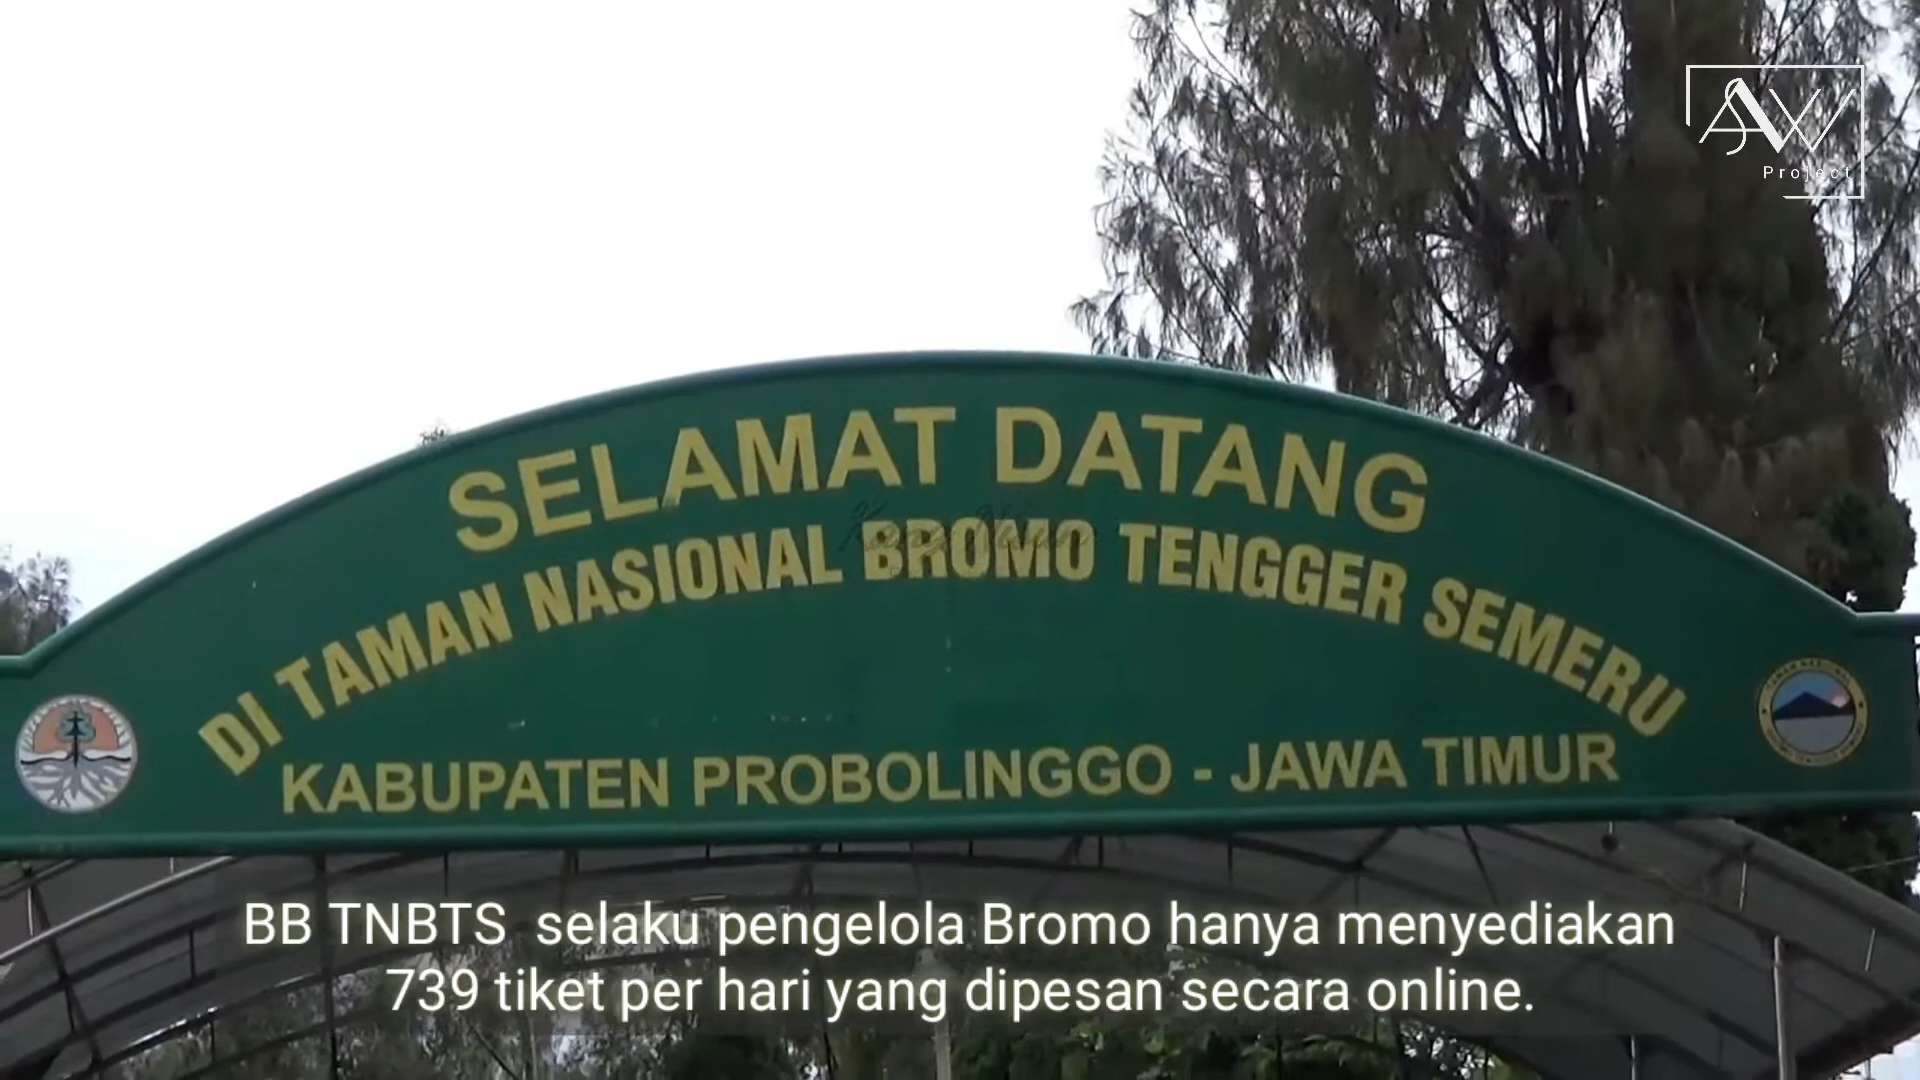 ASW
Project
SELAMAT DATANG
DI TAMAN NASIONAL BROMO TENGGER SEMERU
KABUPATEN PROBOLINGGO - JAWA TIMUR
BB TNBTS selaku pengelola Bromo hanya menyediakan
739 tiket per hari yang dipesan secara online.